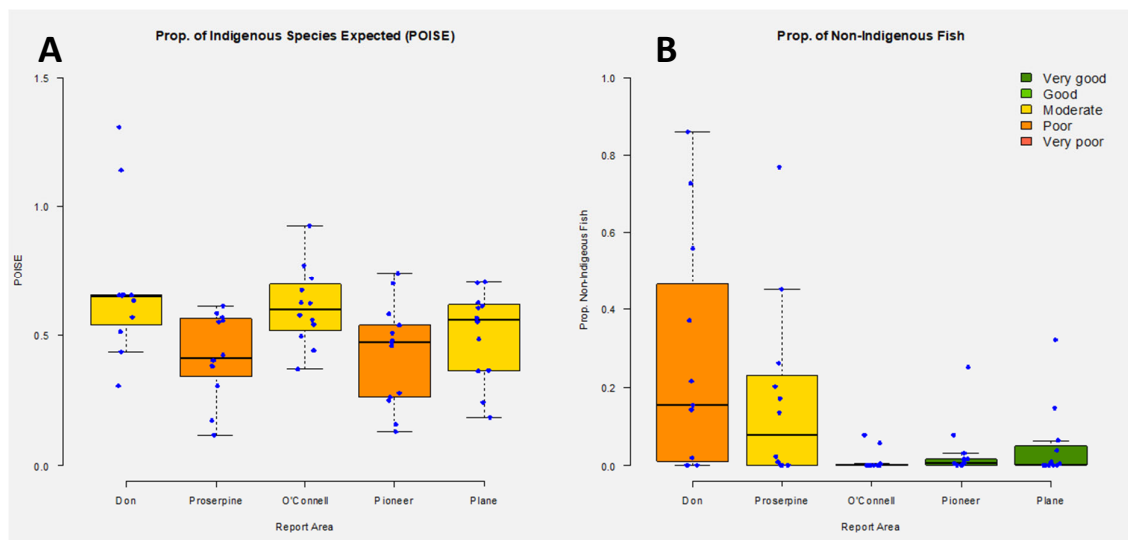 A
Prop. of Indigenous Species Expected (POISE)
1.5
1.0
0.5
0.0
POISE
Don Proserpine O'Connell Pioneer Plane
Report Area
B
Prop. of Non-Indigenous Fish
1.0
0.8
0.6
0.4
0.2
0.0
Prop. Non-Indigeous Fish
Very good
Good
Moderate
Poor
Very poor
Don Proserpine O'Connell Pioneer Plane
Report Area